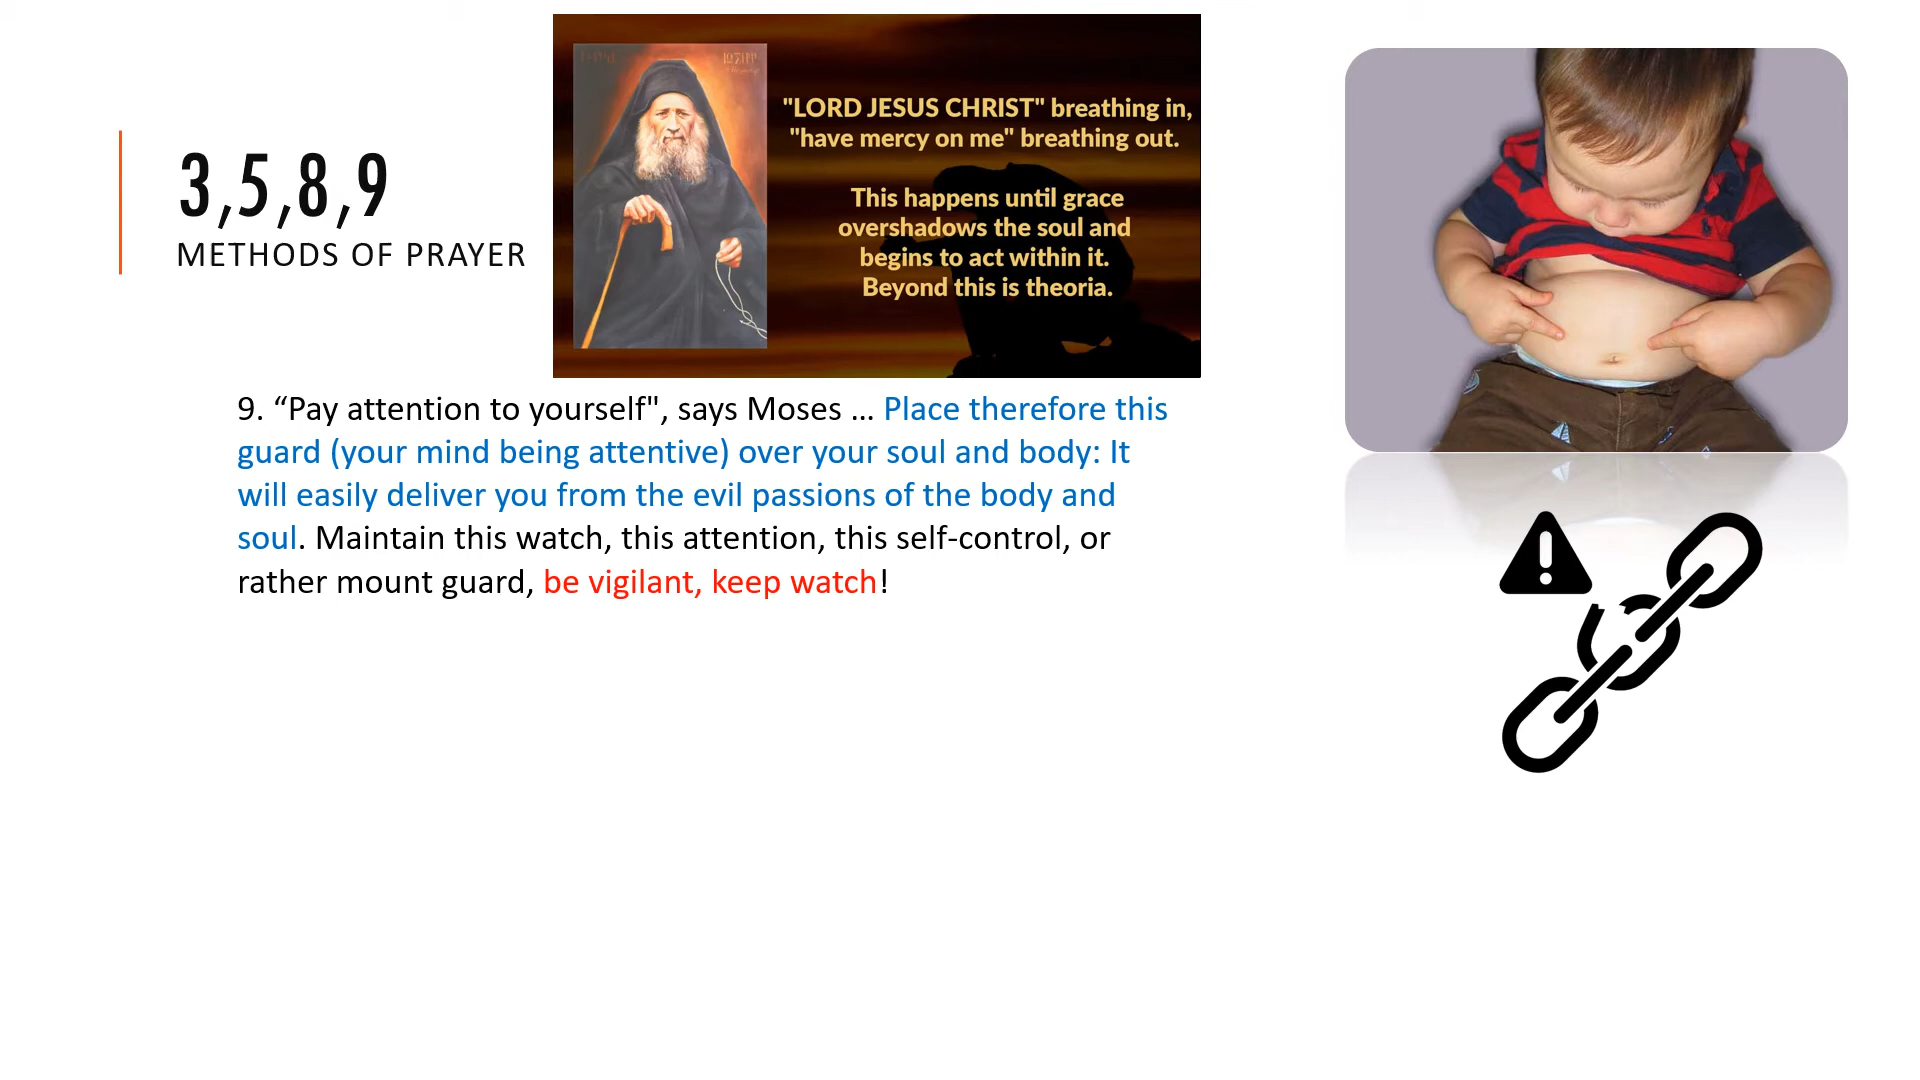 3,5,8,9
METHODS OF PRAYER
ΙΩΣΗΦ
"LORD JESUS CHRIST" breathing in,
"have mercy on me" breathing out.
This happens until grace
overshadows the soul and
begins to act within it.
Beyond this is theoria.
9. “Pay attention to yourself", says Moses … Place therefore this
guard (your mind being attentive) over your soul and body: It
will easily deliver you from the evil passions of the body and
soul. Maintain this watch, this attention, this self-control, or
rather mount guard, be vigilant, keep watch!